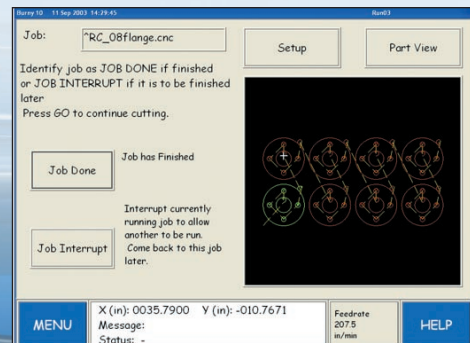 Burny 10 11 Sep 2003 14:29:45
Run03
Job:
^RC_08flange.cnc
Setup
Part View
Identify job as JOB DONE if finished
or JOB INTERRUPT if it is to be finished
later
Press GO to continue cutting.
Job Done
Job has Finished
Job Interrupt
Interrupt currently
running job to allow
another to be run.
Come back to this job
later.
MENU
X (in): 0035.7900 Y (in): -010.7671
Message:
Status: -
Feedrate
207.5
in/min
HELP